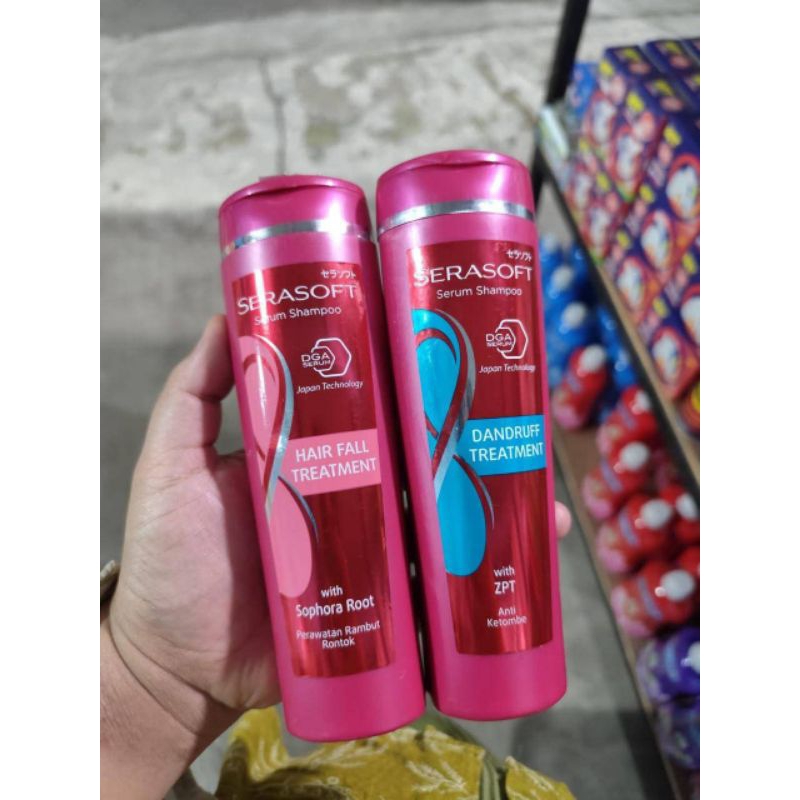 セラソフト
SERASOFT
Serum Shampoo
DGA
SERUM
Japan Technology
HAIR FALL
TREATMENT
with
Sophora Root
Perawatan Rambut
Rontok
セラソフト
SERASOFT
Serum Shampoo
DGA
SERUM
Japan Technology
DANDRUFF
TREATMENT
with
ZPT
Anti
Ketombe